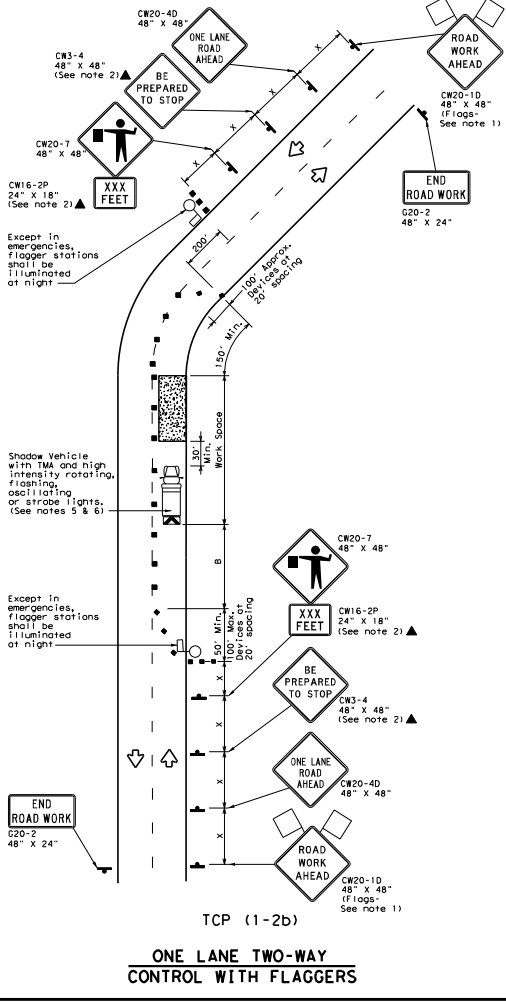 CW20-4D
48" X 48"
ONE LANE
ROAD
AHEAD
ROAD
WORK
AHEAD
CW3-4
48" X 48"
(See note 2)▲
BE
PREPARED
TO STOP
X
X
X
X
CW20-1D
48" X 48"
(Flags-
See note 1)
CW20-7
48" X 48"
CW16-2P
24" X 18"
(See note 2)▲
XXX
FEET
END
ROAD WORK
G20-2
48" X 24"
Except in
emergencies,
flagger stations
shall be
illuminated
at night
200'
100' Approx.
Devices at
20' spacing
150' Min.
Work Space
30'
Min.
Shadow Vehicle
with TMA and high
intensity rotating,
flashing,
oscillating
or strobe lights.
(See notes 5 & 6)
B
CW20-7
48" X 48"
XXX
FEET
CW16-2P
24" X 18"
(See note 2)▲
Except in
emergencies,
flagger stations
shall be
illuminated
at night
50' Min.
100' Max.
Devices at
20' spacing
X
X
X
X
BE
PREPARED
TO STOP
CW3-4
48" X 48"
(See note 2)▲
ONE LANE
ROAD
AHEAD
CW20-4D
48" X 48"
END
ROAD WORK
G20-2
48" X 24"
ROAD
WORK
AHEAD
CW20-1D
48" X 48"
(Flags-
See note 1)
TCP (1-2b)
ONE LANE TWO-WAY
CONTROL WITH FLAGGERS